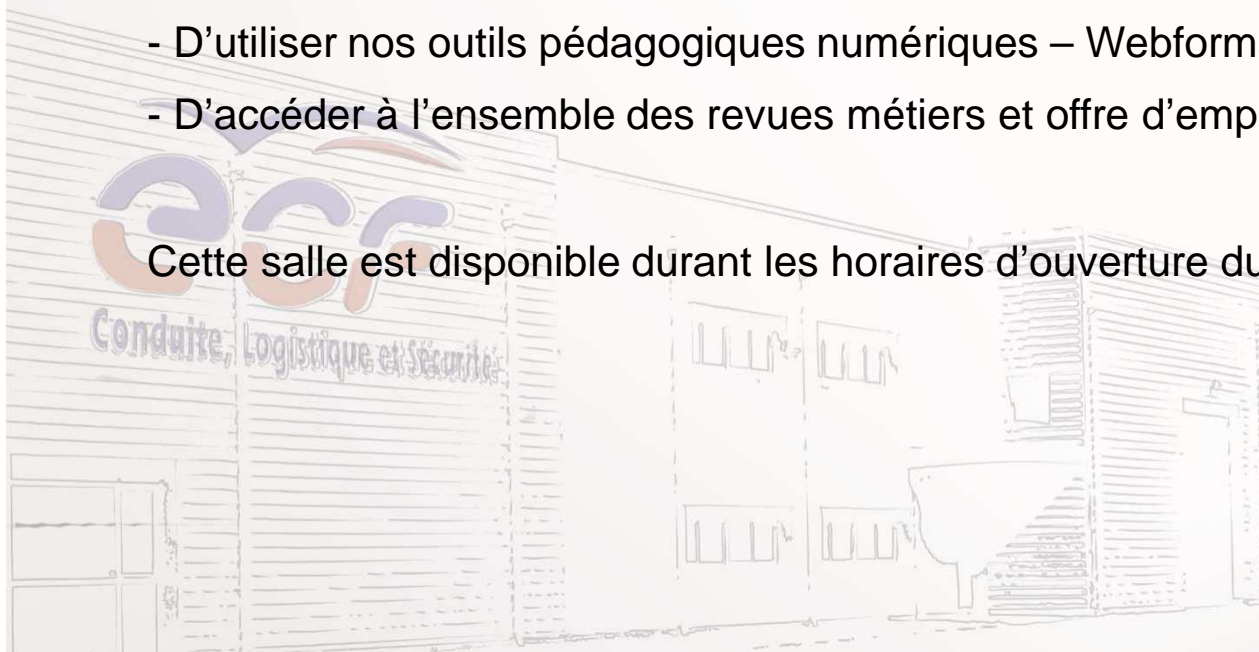 - D’utiliser nos outils pédagogiques numériques – Webform
- D’accéder à l’ensemble des revues métiers et offre d’emp
Cette salle est disponible durant les horaires d’ouverture du
ecf
Conduite, Logistique et Sécurité